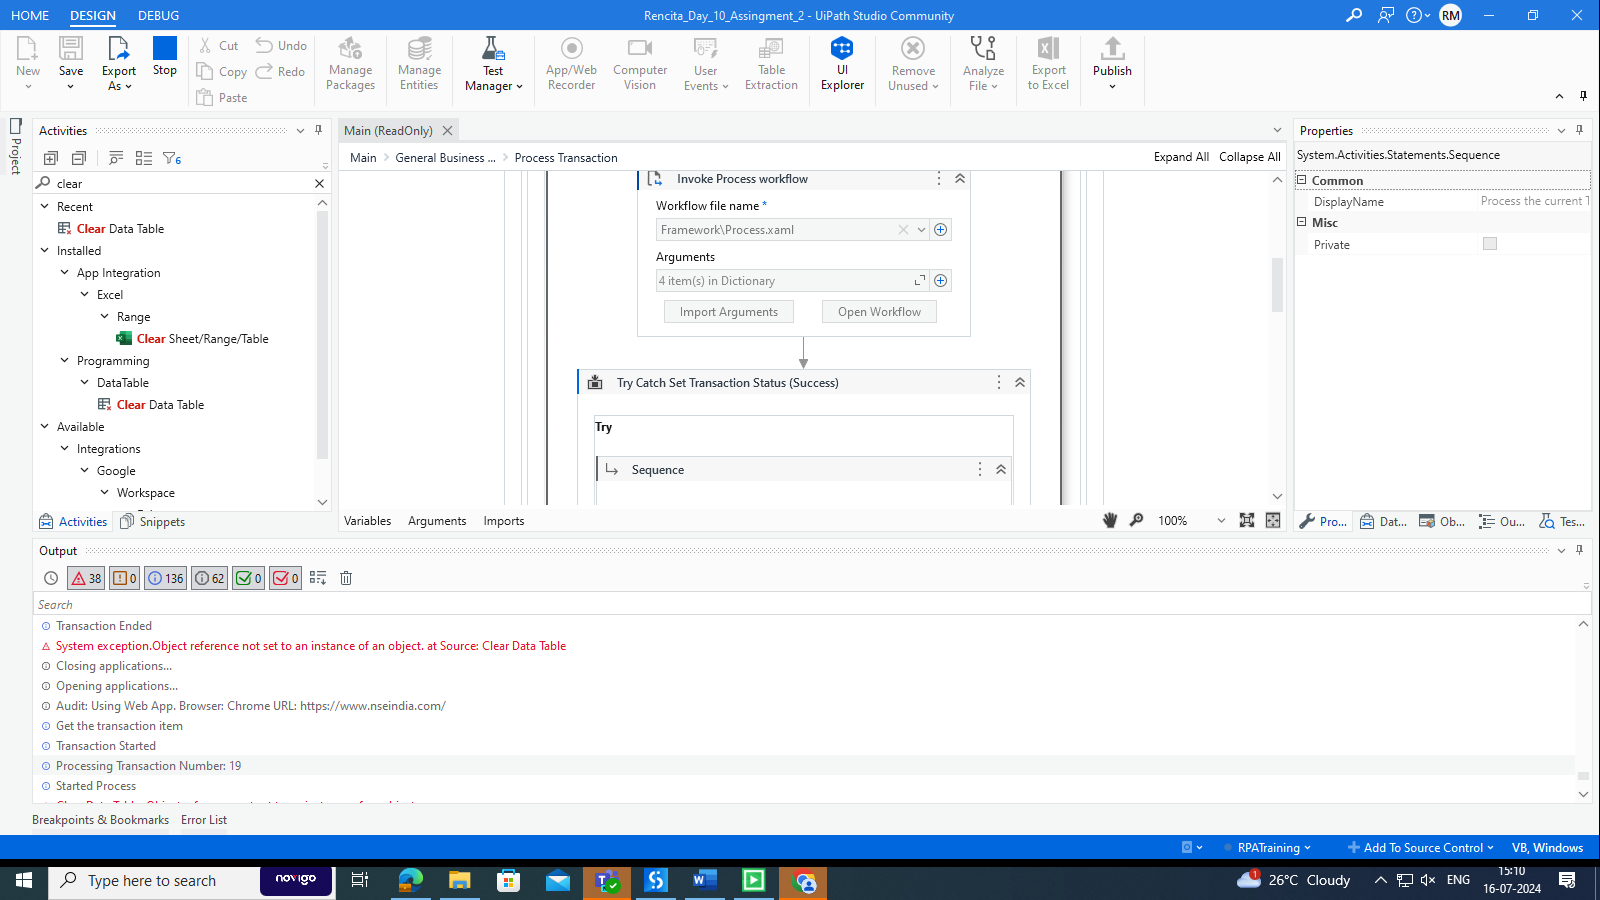 HOME DESIGN DEBUG
Rencita_Day_10_Assingment_2 - UiPath Studio Community
RM
New
Save
Export As
Stop
Cut
Copy
Paste
Undo
Redo
Manage Packages
Manage Entities
Test Manager
App/Web Recorder
Computer Vision
User Events
Table Extraction
UI Explorer
Remove Unused
Analyze File
Export to Excel
Publish
Project
Activities
6
clear
Recent
Clear Data Table
Installed
App Integration
Excel
Range
Clear Sheet/Range/Table
Programming
DataTable
Clear Data Table
Available
Integrations
Google
Workspace
Activities Snippets
Main (ReadOnly)
Main General Business ... Process Transaction
Expand All Collapse All
Invoke Process workflow
Workflow file name *
Framework\Process.xaml
Arguments
4 item(s) in Dictionary
Import Arguments Open Workflow
Try Catch Set Transaction Status (Success)
Try
Sequence
Variables Arguments Imports
100%
Properties
System.Activities.Statements.Sequence
Common
DisplayName Process the current T
Misc
Private
Pro... Dat... Ob... Ou... Tes...
Output
38 0 136 62 0 0
Search
Transaction Ended
System exception.Object reference not set to an instance of an object. at Source: Clear Data Table
Closing applications...
Opening applications...
Audit: Using Web App. Browser: Chrome URL: https://www.nseindia.com/
Get the transaction item
Transaction Started
Processing Transaction Number: 19
Started Process
Breakpoints & Bookmarks Error List
RPATraining Add To Source Control VB, Windows
Type here to search
novigo
1
26°C Cloudy
ENG
15:10
16-07-2024